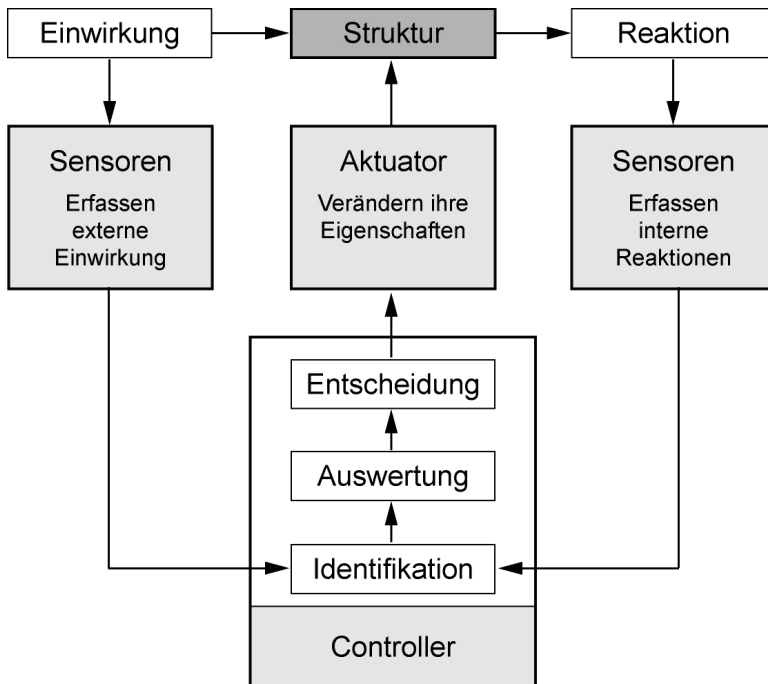 Einwirkung
Struktur
Reaktion
Sensoren
Erfassen
externe
Einwirkung
Aktuator
Verändern ihre
Eigenschaften
Sensoren
Erfassen
interne
Reaktionen
Entscheidung
Auswertung
Identifikation
Controller